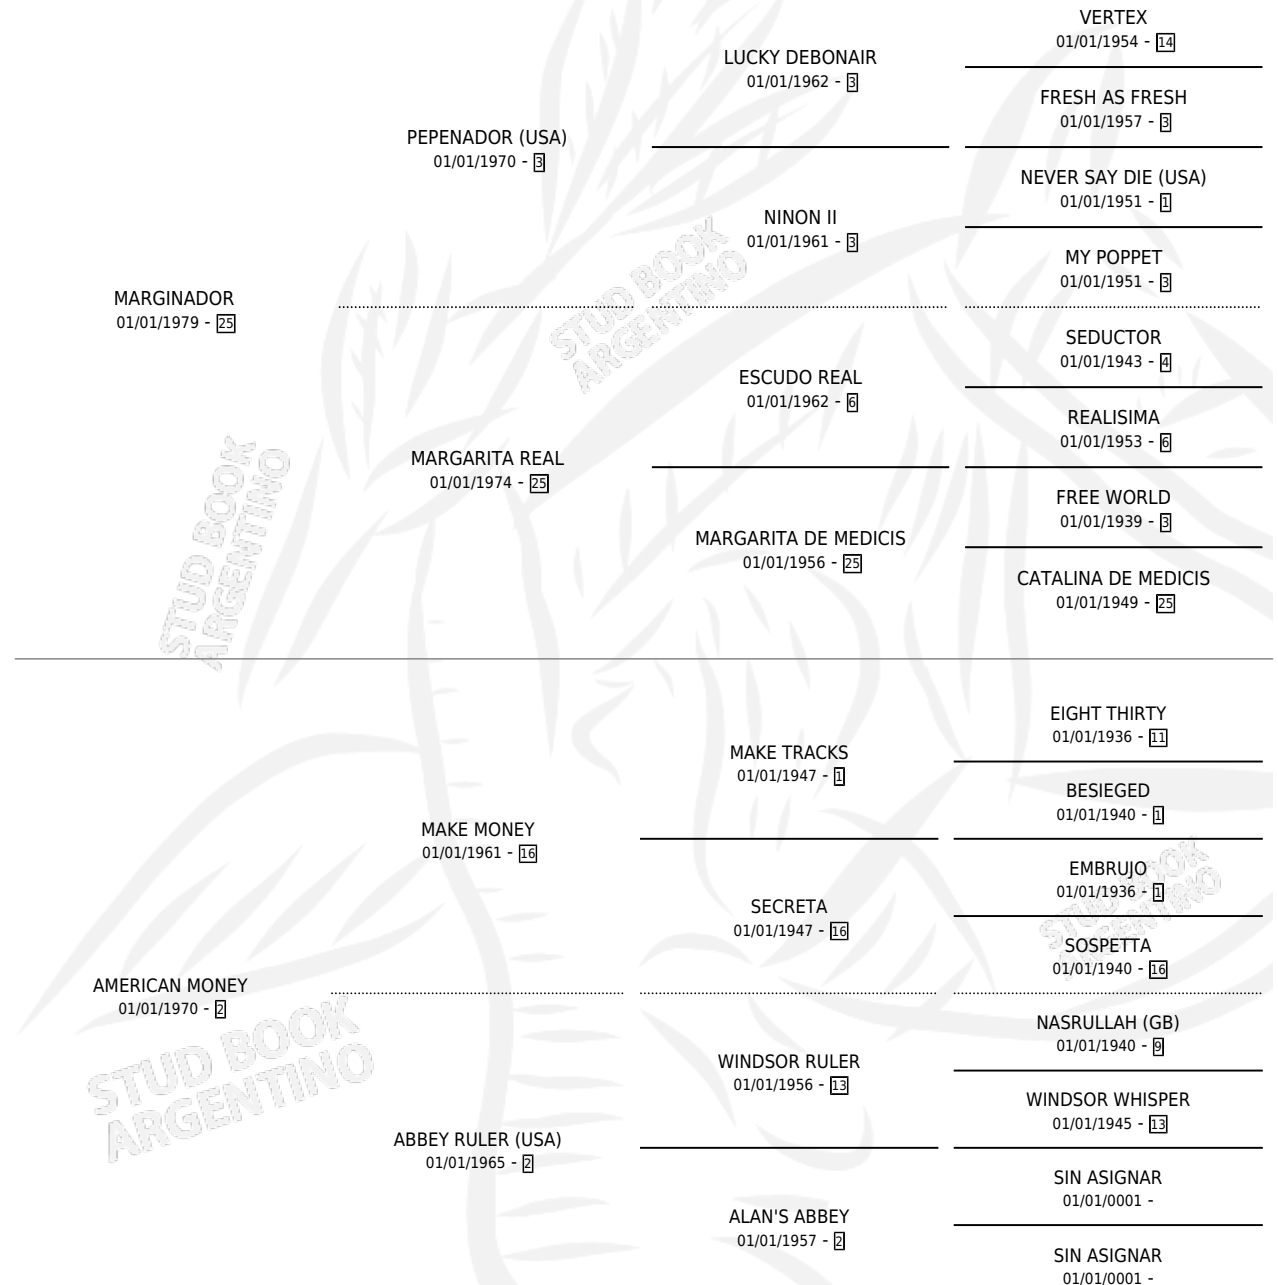 VERTEX
01/01/1954 - 14
LUCKY DEBONAIR
01/01/1962 - 3
FRESH AS FRESH
01/01/1957 - 3
PEPENADOR (USA)
01/01/1970 - 3
NEVER SAY DIE (USA)
01/01/1951 - 1
NINON II
01/01/1961 - 3
MY POPPET
01/01/1951 - 3
STUD BOOK
ARGENTINO
MARGINADOR
01/01/1979 - 25
SEDUCTOR
01/01/1943 - 4
ESCUDO REAL
01/01/1962 - 6
REALISIMA
01/01/1953 - 6
MARGARITA REAL
01/01/1974 - 25
FREE WORLD
01/01/1939 - 3
MARGARITA DE MEDICIS
01/01/1956 - 25
CATALINA DE MEDICIS
01/01/1949 - 25
STUD BOOK
ARGENTINO
EIGHT THIRTY
01/01/1936 - 11
MAKE TRACKS
01/01/1947 - 1
BESIEGED
01/01/1940 - 1
MAKE MONEY
01/01/1961 - 16
EMBRUJO
01/01/1936 - 1
SECRETA
01/01/1947 - 16
SOSPETTA
01/01/1940 - 16
STUD BOOK
ARGENTINO
AMERICAN MONEY
01/01/1970 - 2
NASRULLAH (GB)
01/01/1940 - 9
WINDSOR RULER
01/01/1956 - 13
WINDSOR WHISPER
01/01/1945 - 13
STUD BOOK
ARGENTINO
ABBEY RULER (USA)
01/01/1965 - 2
SIN ASIGNAR
01/01/0001 -
ALAN'S ABBEY
01/01/1957 - 2
SIN ASIGNAR
01/01/0001 -